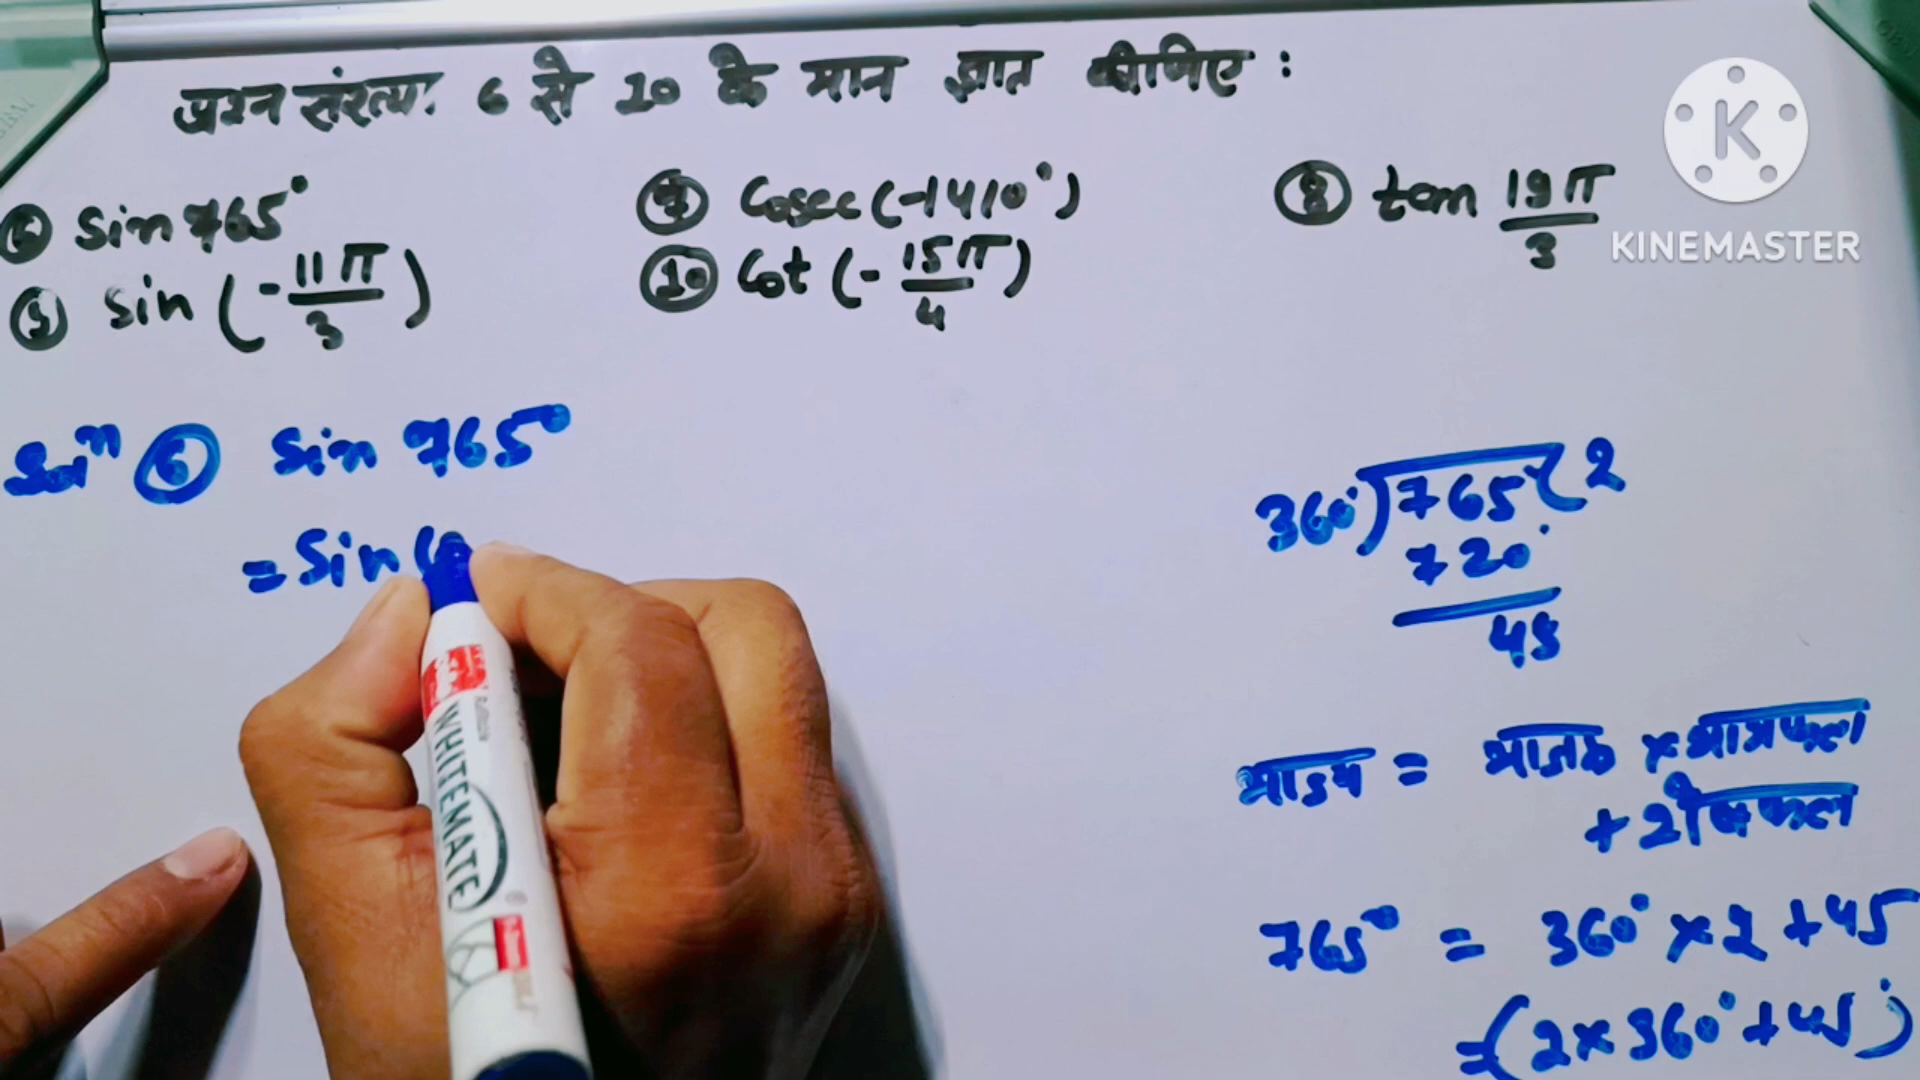 प्रश्न संख्या 6 से 10 के मान ज्ञात कीजिए :
⑥ sin 765° ⑦ Cosec (-1410°) ⑧ tan 19π/3
⑨ sin (-11π/3) ⑩ Cot (-15π/4)
KINEMASTER
Solⁿ ⑥ sin 765°
= Sin (
360°)765(2
720°
45
भाज्य = भाजक × भागफल
+ शेषफल
765° = 360° × 2 + 45
= (2×360° + 45°)
WHITEMATE